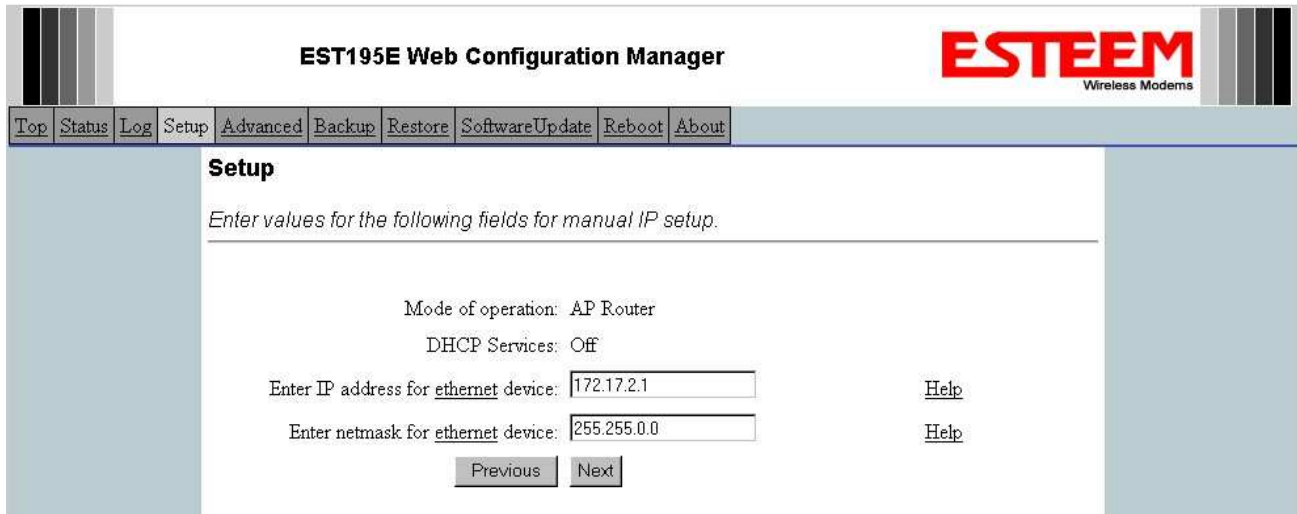 EST195E Web Configuration Manager
ESTEEM
Wireless Modems
Top Status Log Setup Advanced Backup Restore SoftwareUpdate Reboot About
Setup
Enter values for the following fields for manual IP setup.
Mode of operation: AP Router
DHCP Services: Off
Enter IP address for ethernet device: 172.17.2.1 Help
Enter netmask for ethernet device: 255.255.0.0 Help
Previous Next